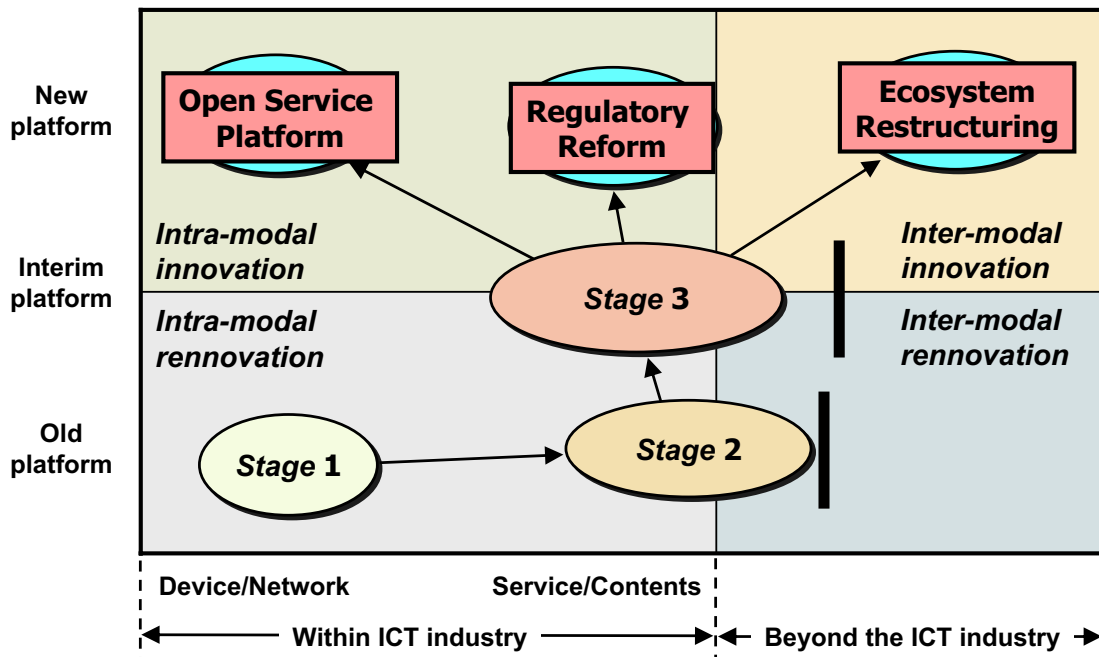 New
platform
Open Service
Platform
Regulatory
Reform
Ecosystem
Restructuring
Intra-modal
innovation
Inter-modal
innovation
Interim
platform
Stage 3
Intra-modal
rennovation
Inter-modal
rennovation
Old
platform
Stage 1
Stage 2
Device/Network
Service/Contents
Within ICT industry
Beyond the ICT industry